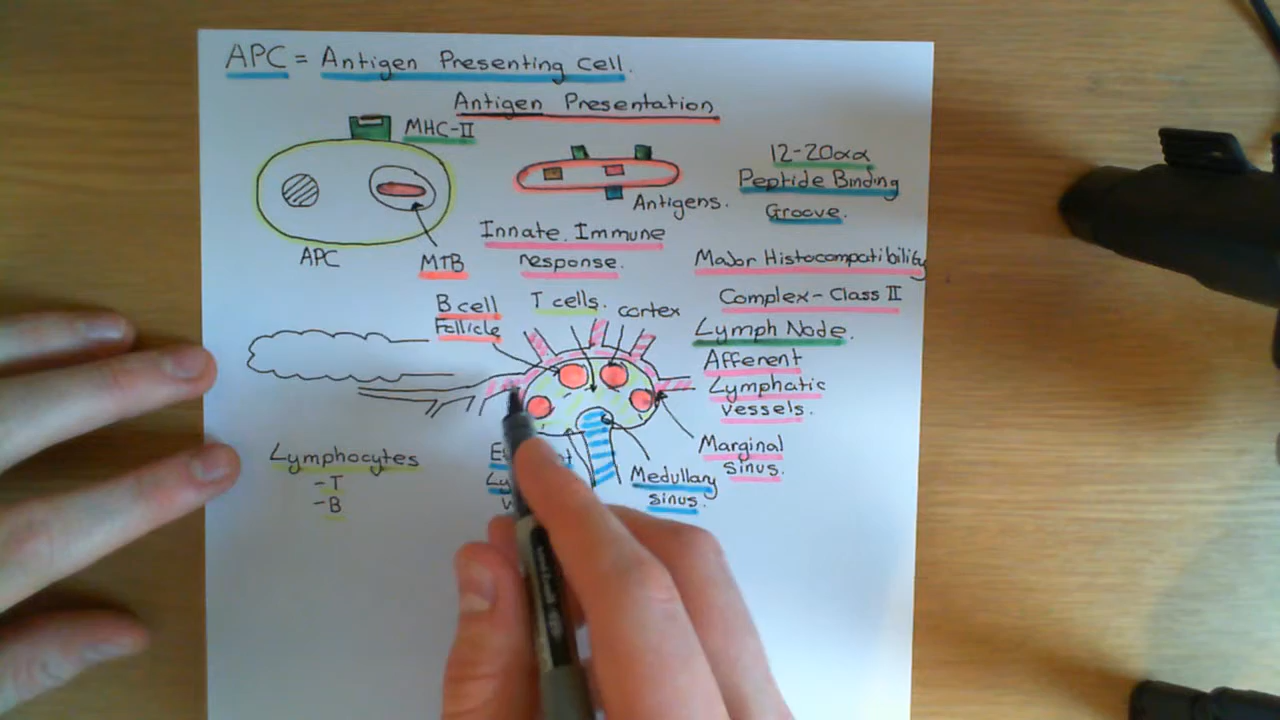 APC = Antigen Presenting Cell.
Antigen Presentation
MHC-II
12-20αα
Peptide Binding
Groove.
Antigens.
APC
MTB
Innate Immune
response.
Major Histocompatibility
Complex-Class II
B cell
Follicle
T cells.
cortex
Lymph Node.
Afferent
Lymphatic
vessels.
Marginal
sinus.
Medullary
sinus.
Lymphocytes
-T
-B